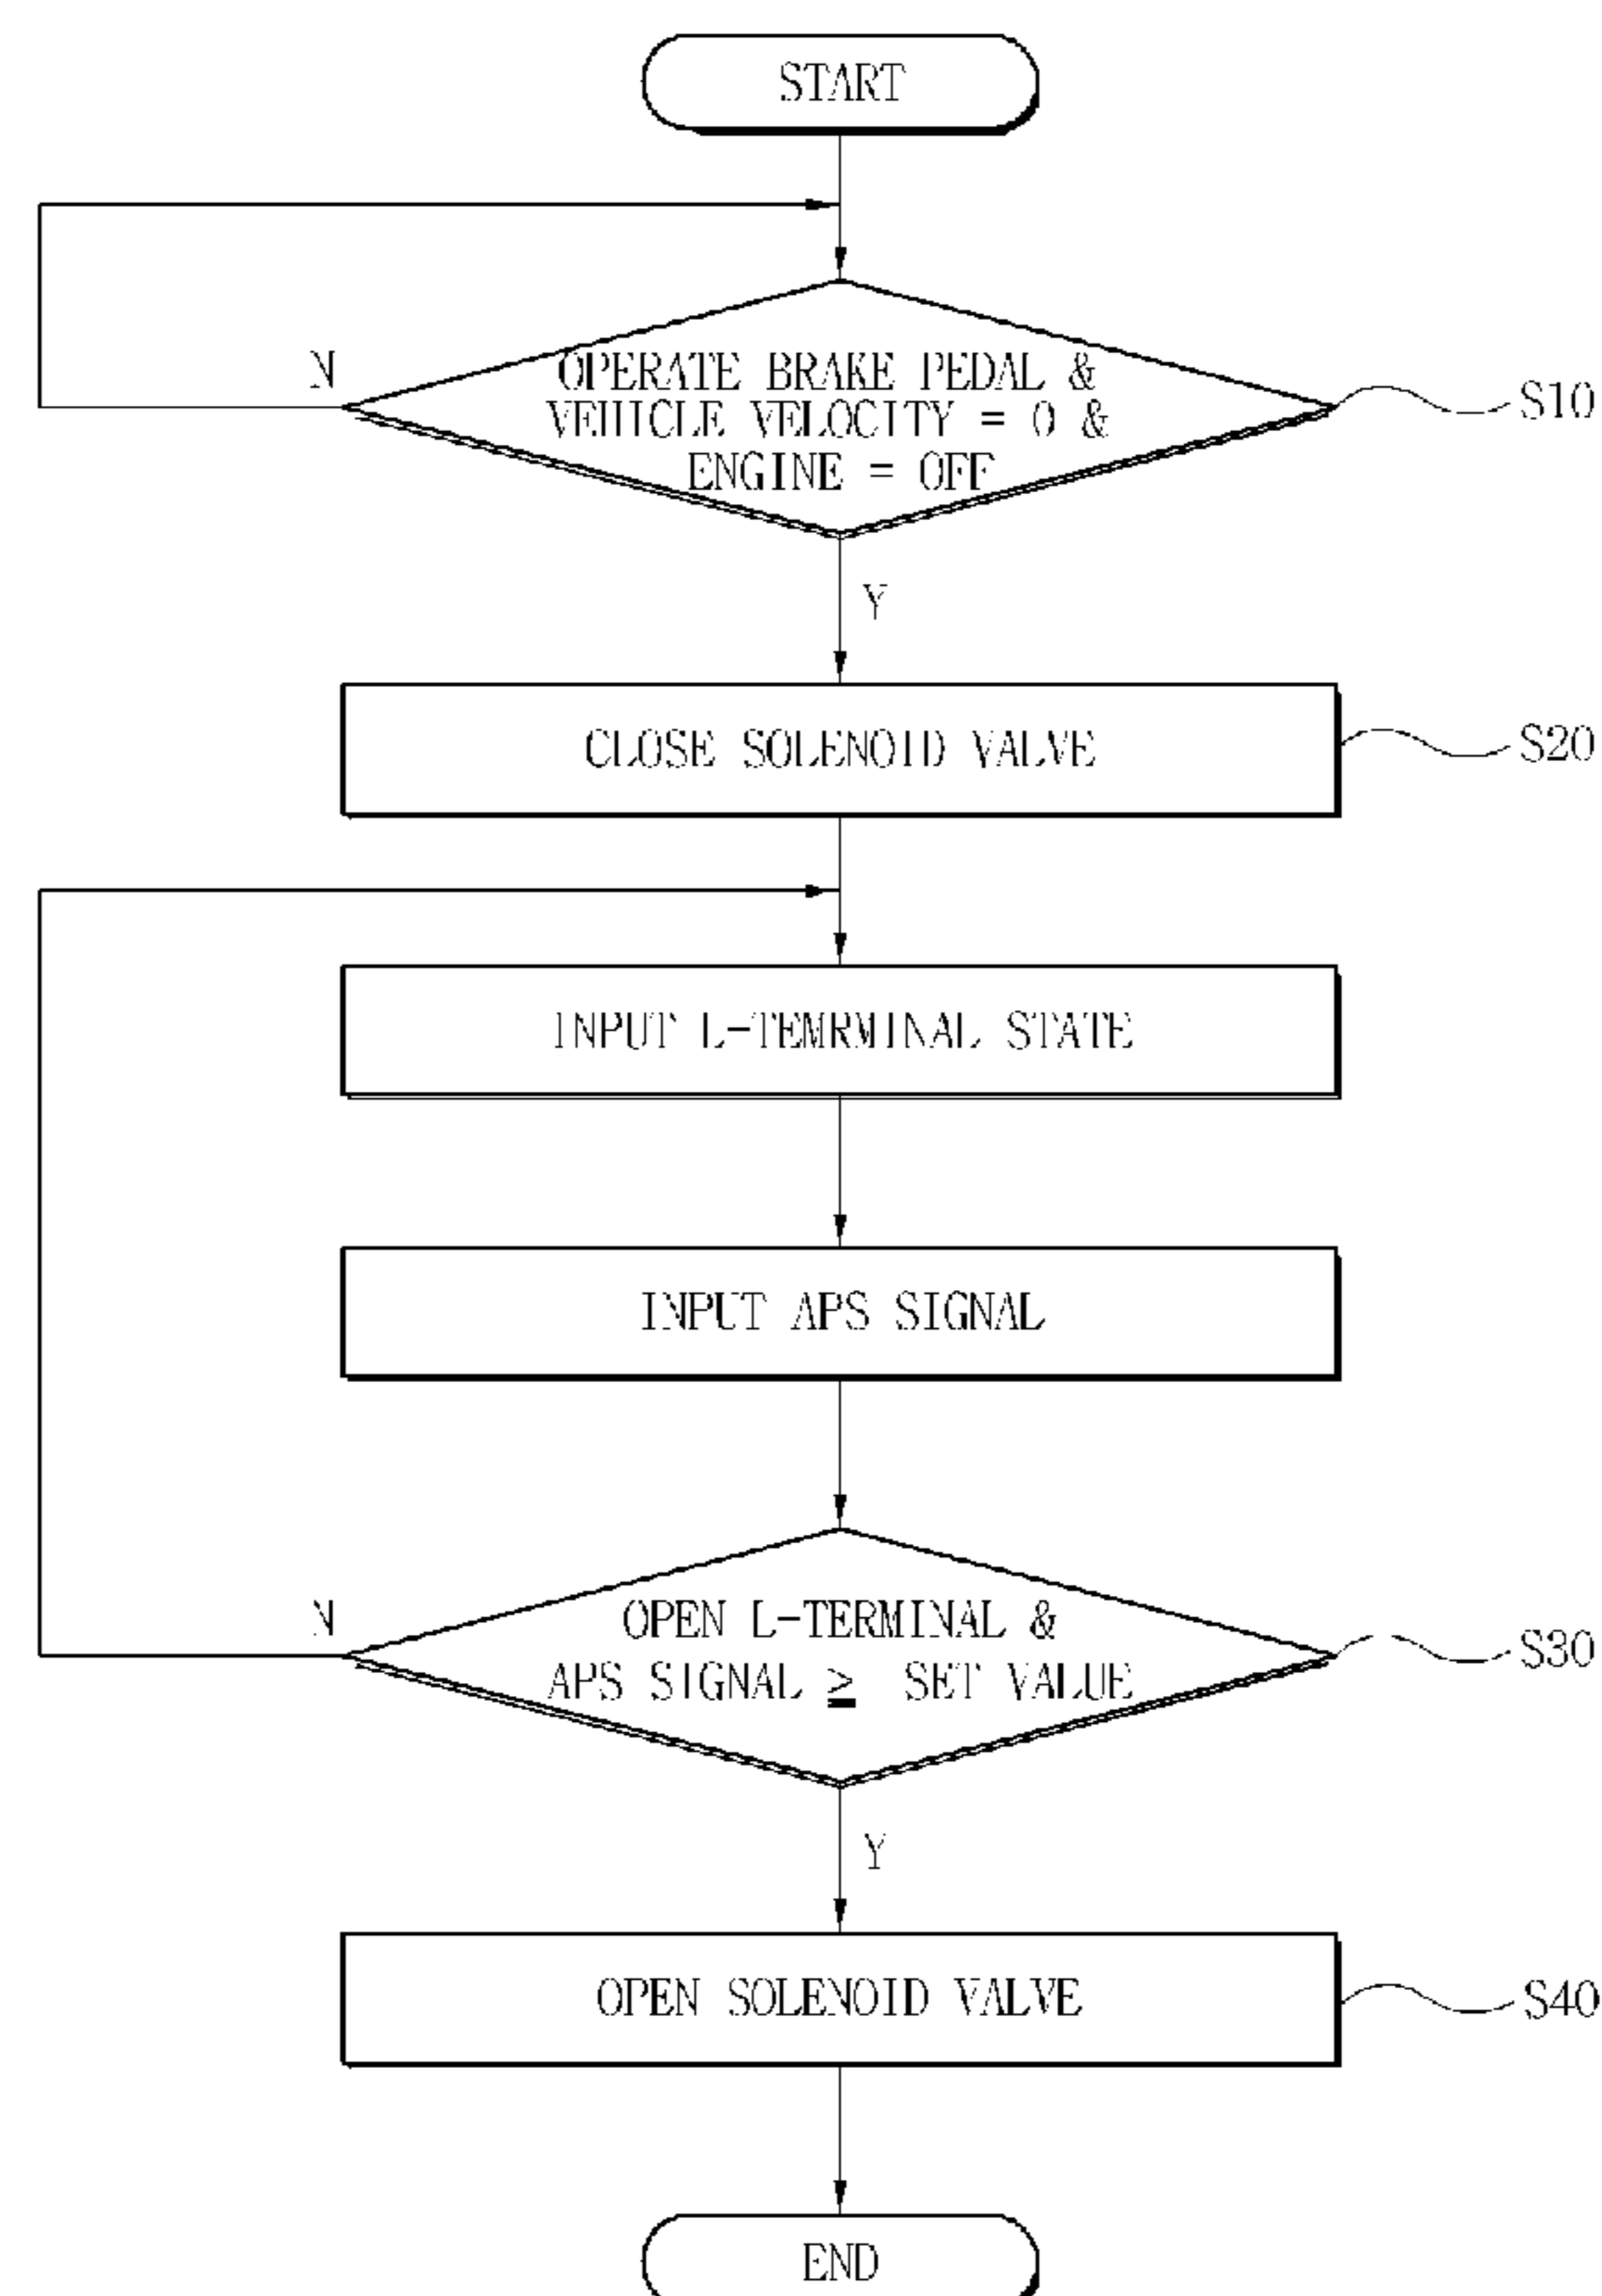 START
N
OPERATE BRAKE PEDAL &
VEHICLE VELOCITY = 0 &
ENGINE = OFF
S10
Y
CLOSE SOLENOID VALVE
S20
INPUT L-TEMRMINAL STATE
INPUT APS SIGNAL
N
OPEN L-TERMINAL &
APS SIGNAL ≥ SET VALUE
S30
Y
OPEN SOLENOID VALVE
S40
END